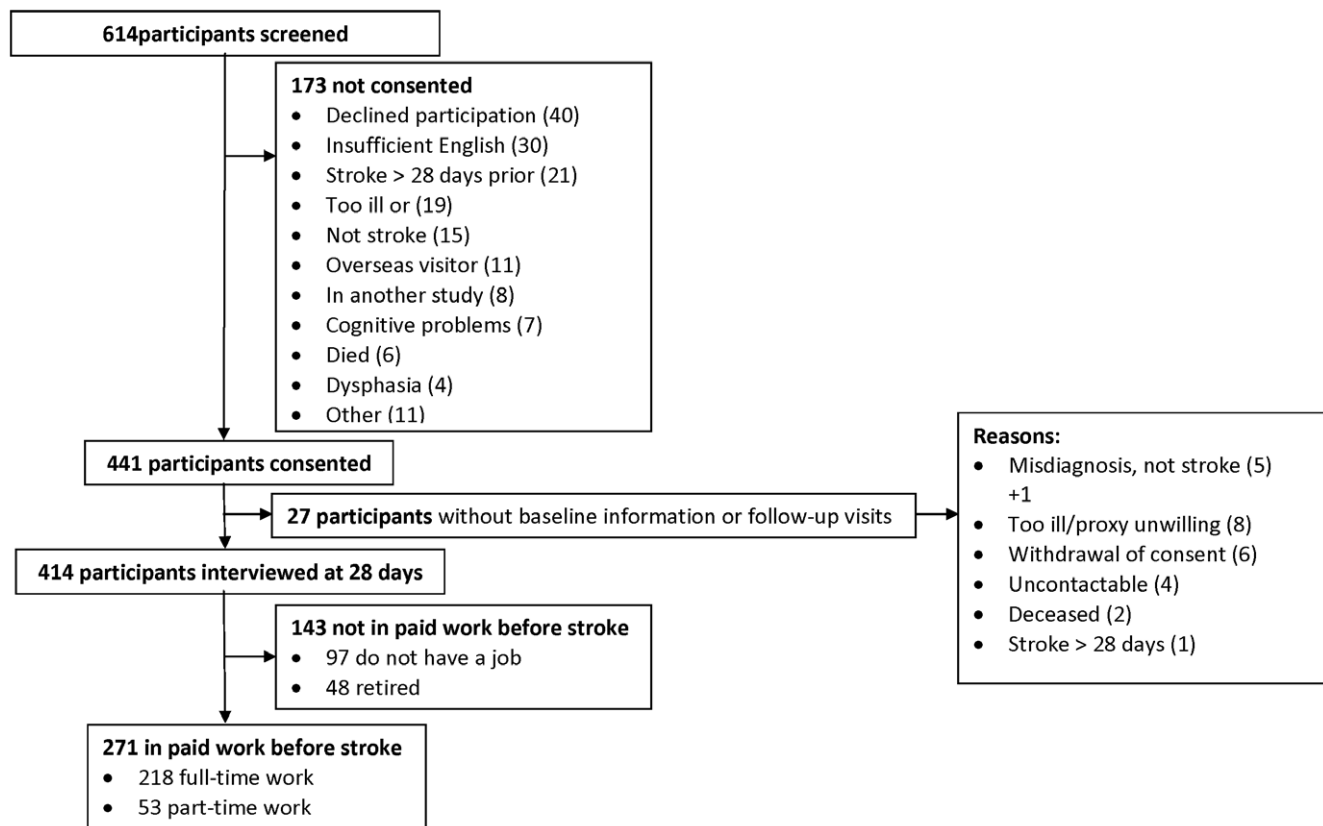 614participants screened
173 not consented
• Declined participation (40)
• Insufficient English (30)
• Stroke > 28 days prior (21)
• Too ill or (19)
• Not stroke (15)
• Overseas visitor (11)
• In another study (8)
• Cognitive problems (7)
• Died (6)
• Dysphasia (4)
• Other (11)
441 participants consented
27 participants without baseline information or follow-up visits
Reasons:
• Misdiagnosis, not stroke (5)
+1
• Too ill/proxy unwilling (8)
• Withdrawal of consent (6)
• Uncontactable (4)
• Deceased (2)
• Stroke > 28 days (1)
414 participants interviewed at 28 days
143 not in paid work before stroke
• 97 do not have a job
• 48 retired
271 in paid work before stroke
• 218 full-time work
• 53 part-time work